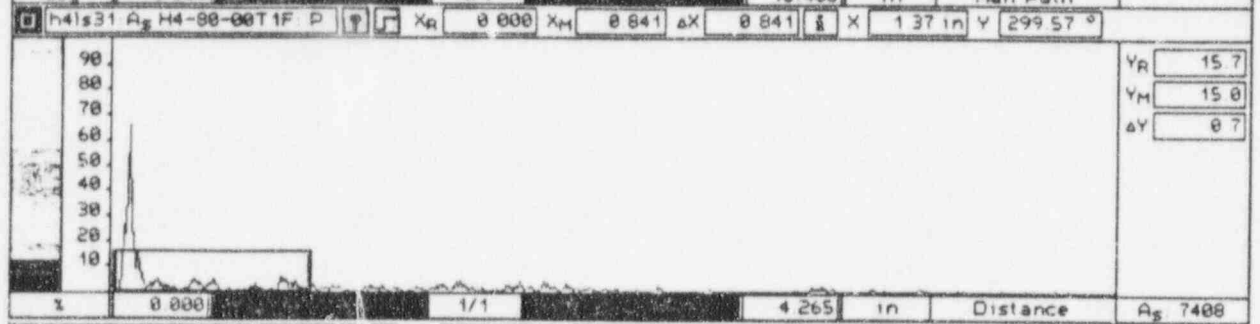 h4ls31 As H4-80-00T1F: P XR 0 000 XM 0 841 ΔX 0 841 i X 1 37 in Y 299.57 °
90
80
70
60
50
40
30
20
10
YR 15.7
YM 15 0
ΔY 0 7
% 0 000 1/1 4.265 in Distance As 7408